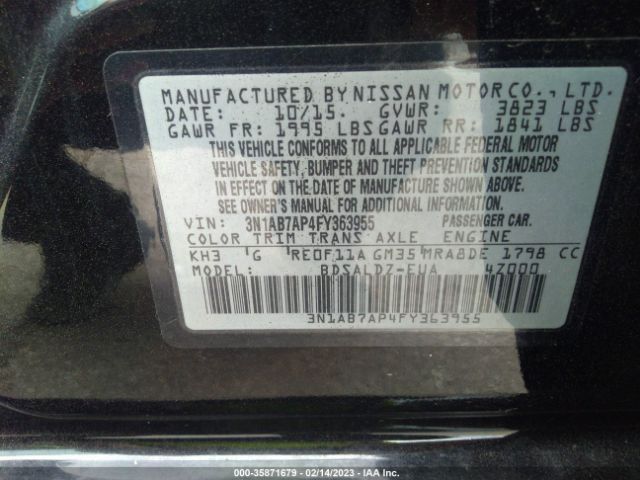 MANUFACTURED BY NISSAN MOTOR CO., LTD.
DATE: 10/15. GVWR: 3823 LBS
GAWR FR: 1995 LBS GAWR RR: 1841 LBS
THIS VEHICLE CONFORMS TO ALL APPLICABLE FEDERAL MOTOR
VEHICLE SAFETY, BUMPER AND THEFT PREVENTION STANDARDS
IN EFFECT ON THE DATE OF MANUFACTURE SHOWN ABOVE.
SEE OWNER'S MANUAL FOR ADDITIONAL INFORMATION.
VIN: 3N1AB7AP4FY363955 PASSENGER CAR.
COLOR TRIM TRANS AXLE ENGINE
KH3 G RE0F11A GM35 MRA8DE 1798 CC
MODEL: BDSALDZ-EUA 4Z000
3N1AB7AP4FY363955
000-35871679 | 02/14/2023 | IAA Inc.